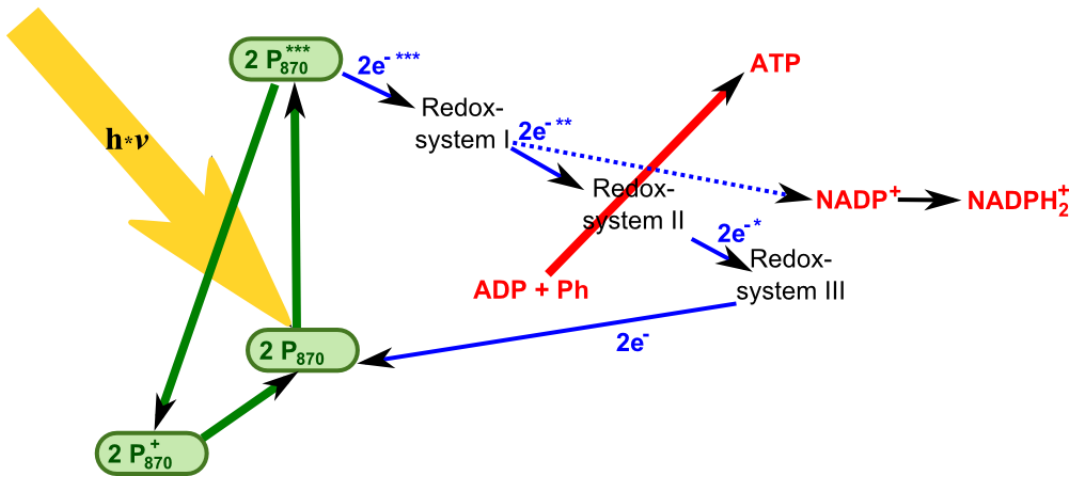 2 P870***
2e- ***
ATP
Redox-
system I
2e- **
h*ν
Redox-
system II
NADP+
NADPH2+
2e- *
Redox-
system III
ADP + Ph
2e-
2 P870
2 P870+